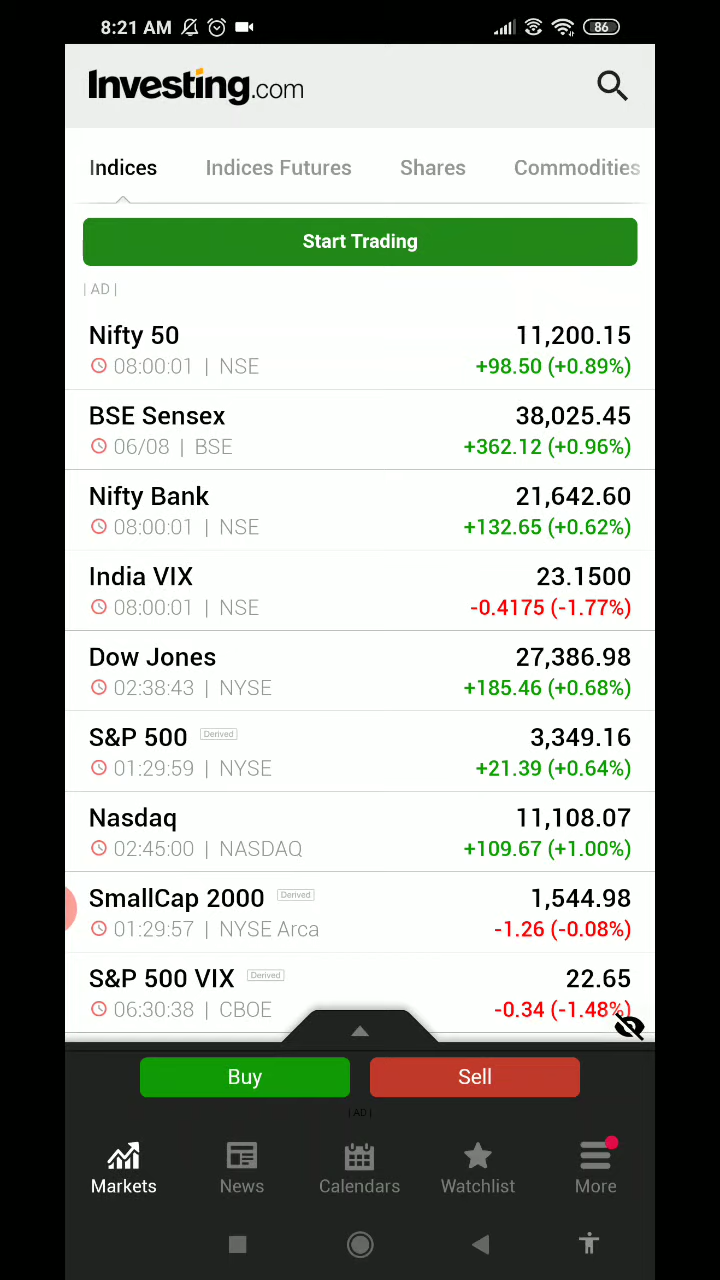 8:21 AM 86
Investing.com
Indices Indices Futures Shares Commodities
Start Trading
| AD |
Nifty 50 11,200.15
08:00:01 | NSE +98.50 (+0.89%)
BSE Sensex 38,025.45
06/08 | BSE +362.12 (+0.96%)
Nifty Bank 21,642.60
08:00:01 | NSE +132.65 (+0.62%)
India VIX 23.1500
08:00:01 | NSE -0.4175 (-1.77%)
Dow Jones 27,386.98
02:38:43 | NYSE +185.46 (+0.68%)
S&P 500 Derived 3,349.16
01:29:59 | NYSE +21.39 (+0.64%)
Nasdaq 11,108.07
02:45:00 | NASDAQ +109.67 (+1.00%)
SmallCap 2000 Derived 1,544.98
01:29:57 | NYSE Arca -1.26 (-0.08%)
S&P 500 VIX Derived 22.65
06:30:38 | CBOE -0.34 (-1.48%)
Buy Sell
| AD |
Markets News Calendars Watchlist More